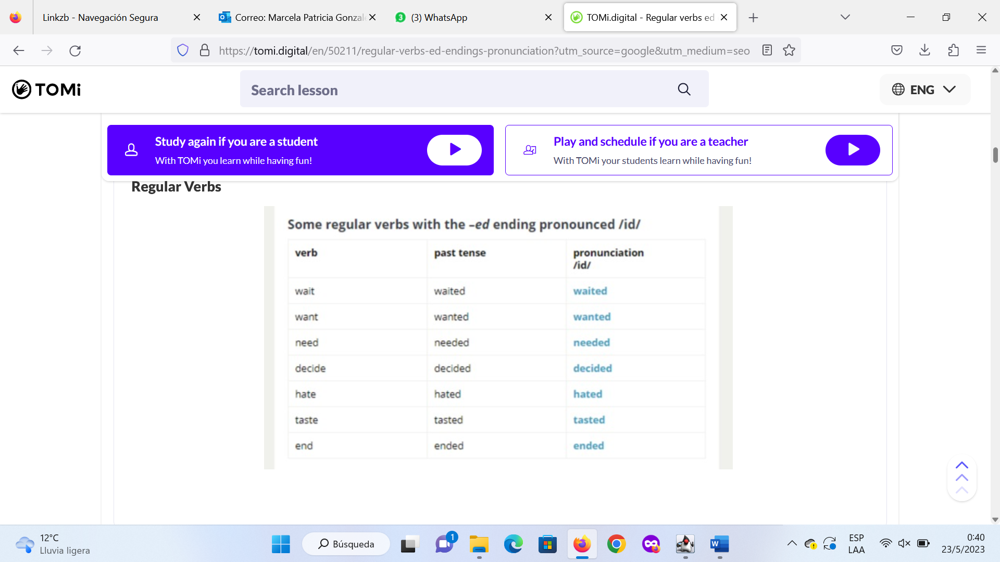 Linkzb - Navegación Segura
Correo: Marcela Patricia Gonzal
3 (3) WhatsApp
TOMi.digital - Regular verbs ed
https://tomi.digital/en/50211/regular-verbs-ed-endings-pronunciation?utm_source=google&utm_medium=seo
TOMi
Search lesson
ENG
Study again if you are a student
With TOMi you learn while having fun!
Play and schedule if you are a teacher
With TOMi your students learn while having fun!
Regular Verbs
Some regular verbs with the –ed ending pronounced /id/
verb past tense pronunciation
/id/
wait waited waited
want wanted wanted
need needed needed
decide decided decided
hate hated hated
taste tasted tasted
end ended ended
12°C
Lluvia ligera
Búsqueda
1
ESP
LAA
0:40
23/5/2023